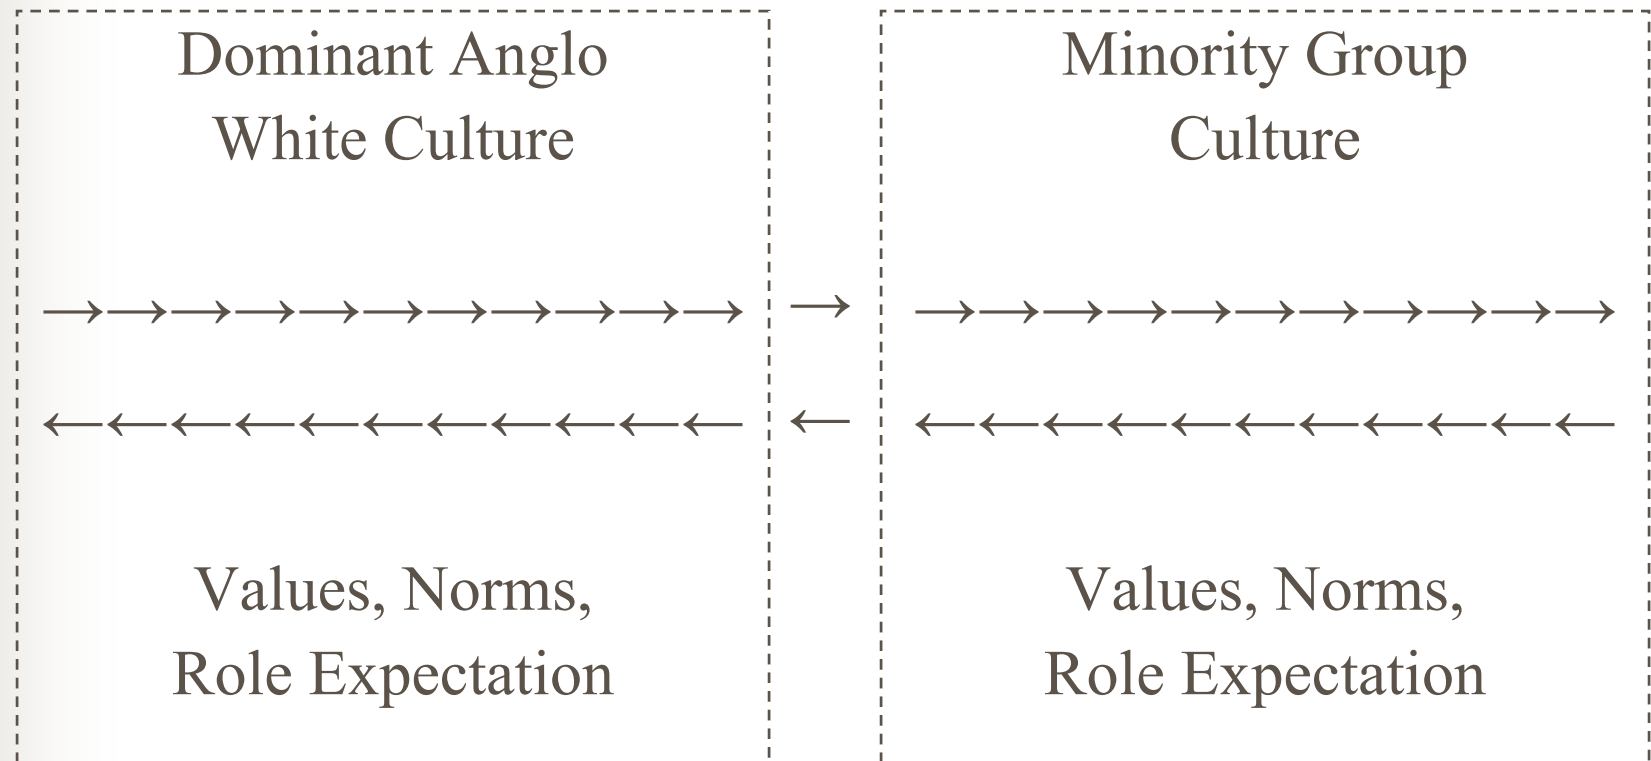 Dominant Anglo
White Culture
Minority Group
Culture
→→→→→→→→→→→
→
→→→→→→→→→→→
←←←←←←←←←←←
←
←←←←←←←←←←←
Values, Norms,
Role Expectation
Values, Norms,
Role Expectation